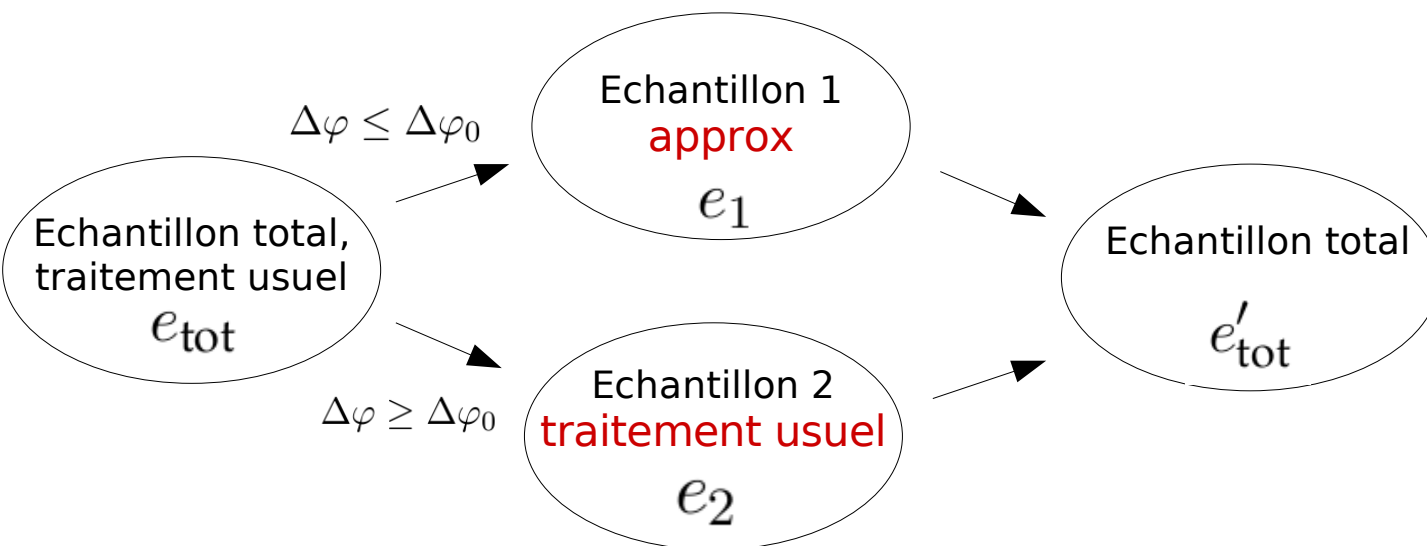 Echantillon total,
traitement usuel
e_tot
Δφ ≤ Δφ₀
Echantillon 1
approx
e₁
Δφ ≥ Δφ₀
Echantillon 2
traitement usuel
e₂
Echantillon total
e′_tot